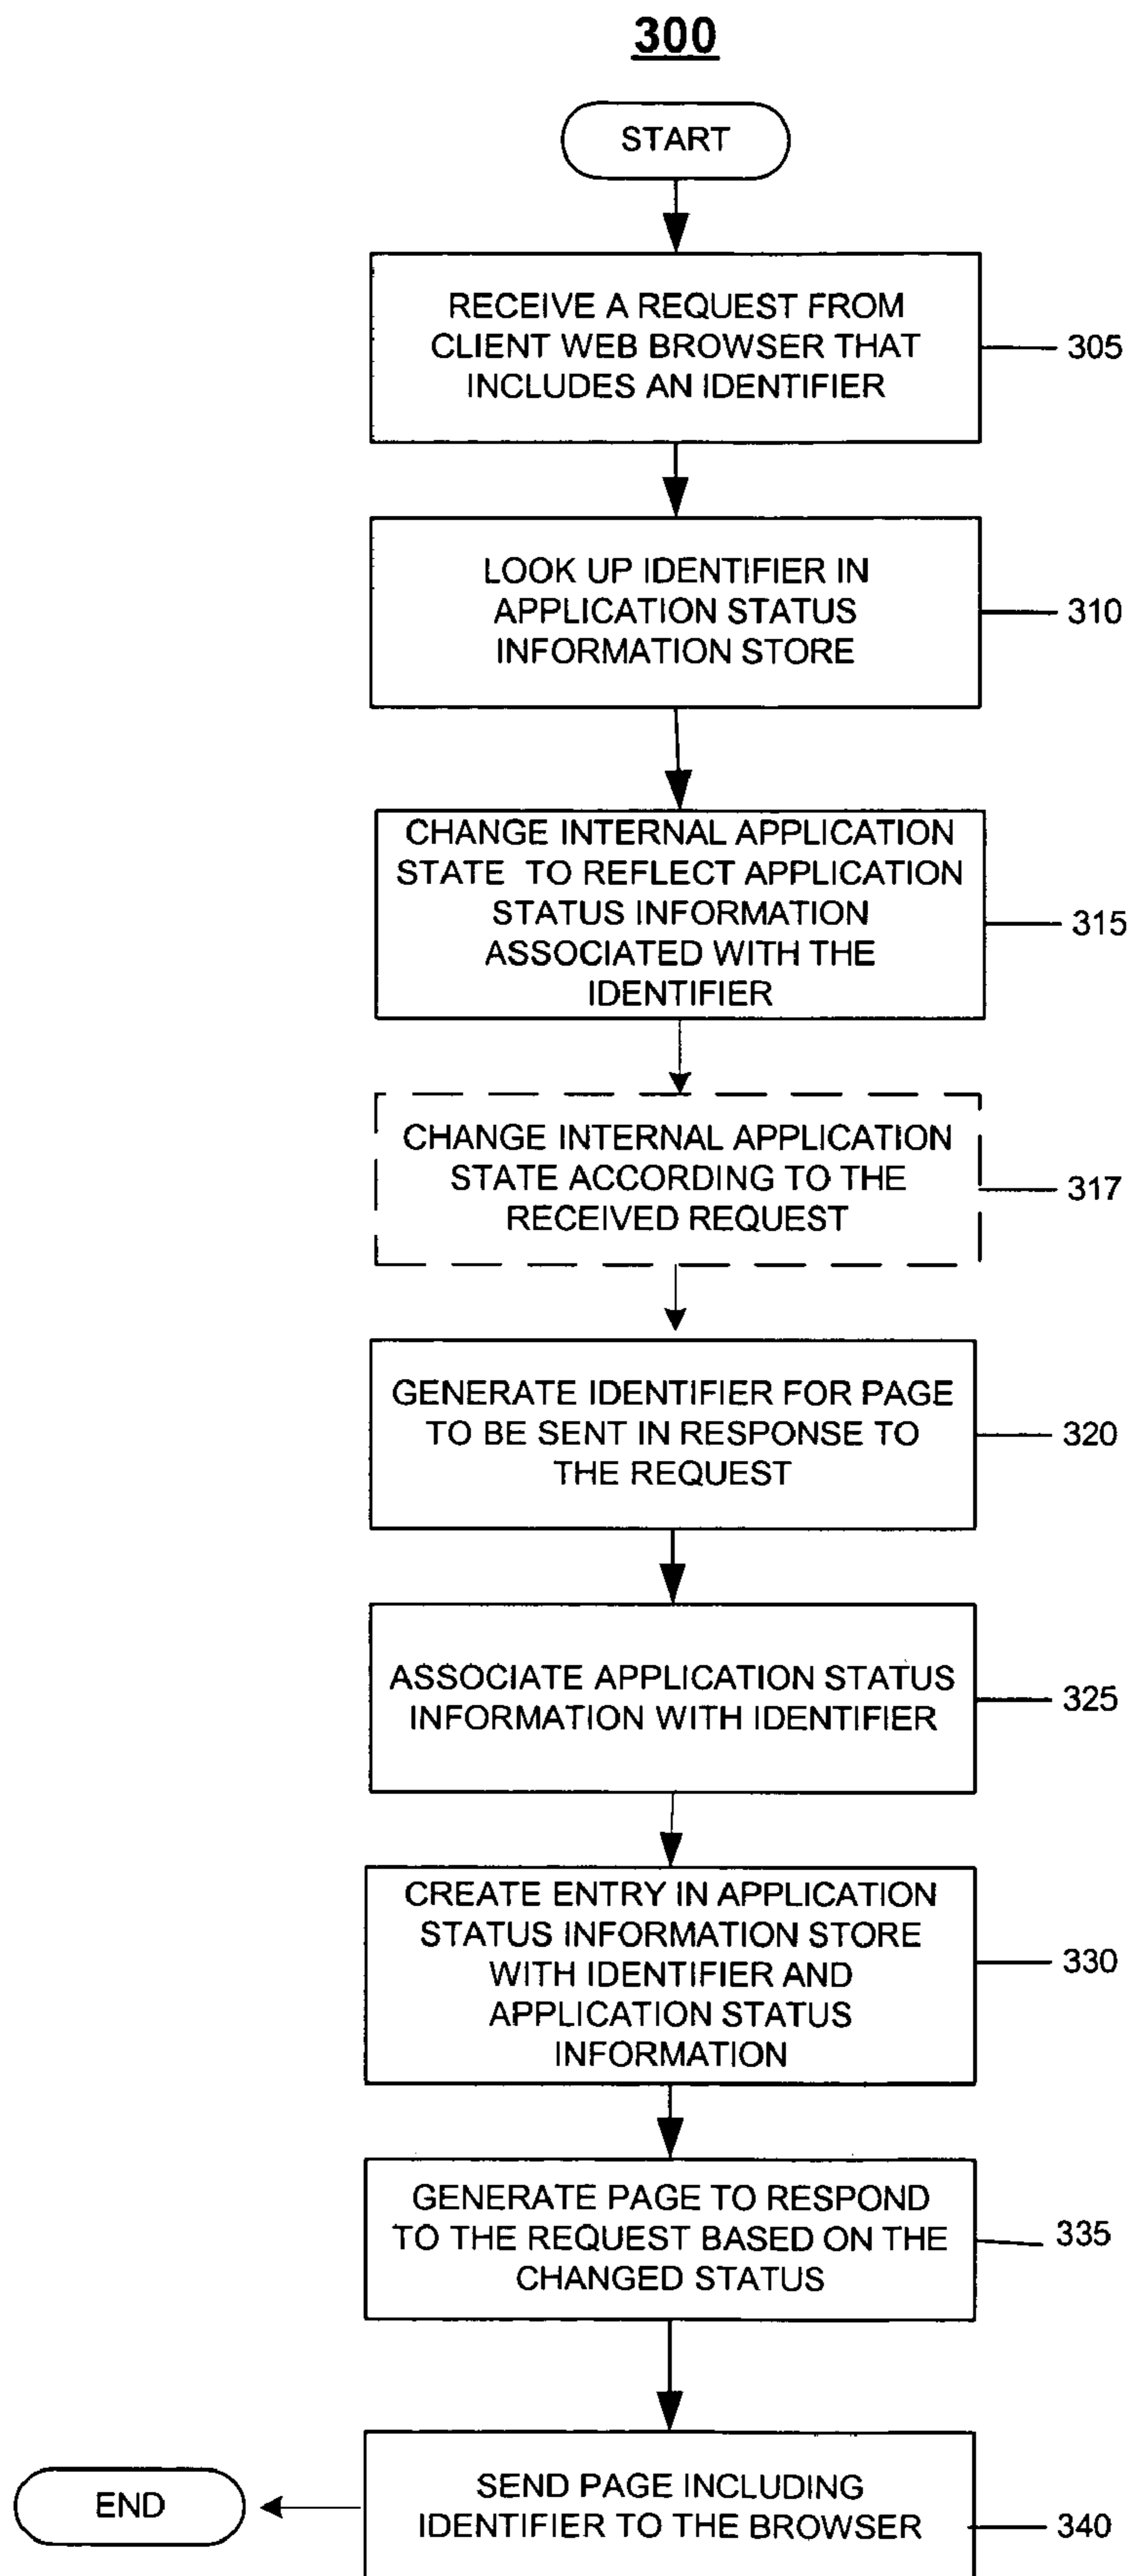 300
START
RECEIVE A REQUEST FROM
CLIENT WEB BROWSER THAT
INCLUDES AN IDENTIFIER
305
LOOK UP IDENTIFIER IN
APPLICATION STATUS
INFORMATION STORE
310
CHANGE INTERNAL APPLICATION
STATE TO REFLECT APPLICATION
STATUS INFORMATION
ASSOCIATED WITH THE
IDENTIFIER
315
CHANGE INTERNAL APPLICATION
STATE ACCORDING TO THE
RECEIVED REQUEST
317
GENERATE IDENTIFIER FOR PAGE
TO BE SENT IN RESPONSE TO
THE REQUEST
320
ASSOCIATE APPLICATION STATUS
INFORMATION WITH IDENTIFIER
325
CREATE ENTRY IN APPLICATION
STATUS INFORMATION STORE
WITH IDENTIFIER AND
APPLICATION STATUS
INFORMATION
330
GENERATE PAGE TO RESPOND
TO THE REQUEST BASED ON THE
CHANGED STATUS
335
SEND PAGE INCLUDING
IDENTIFIER TO THE BROWSER
340
END